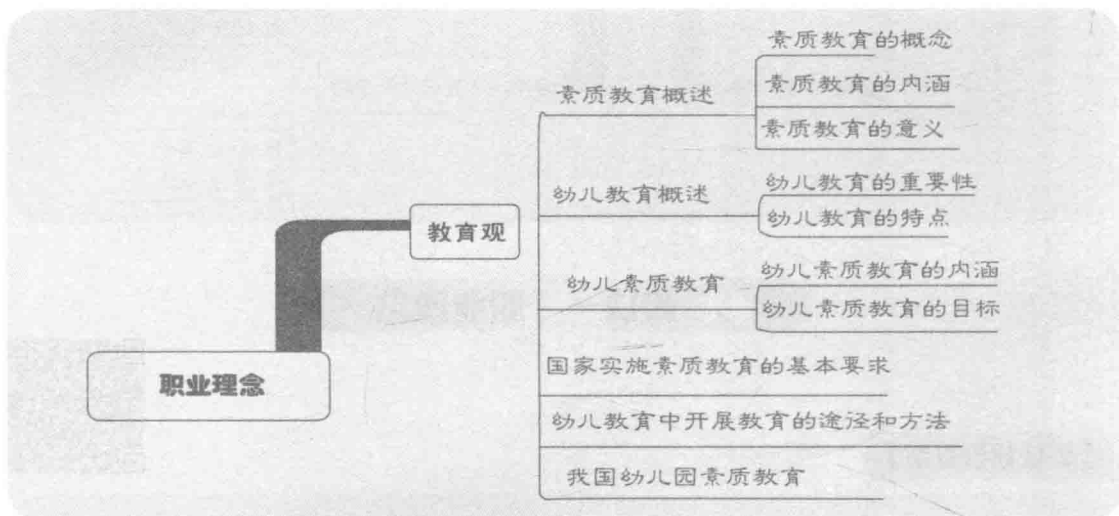 素质教育的概念
素质教育概述
素质教育的内涵
素质教育的意义
幼儿教育概述
幼儿教育的重要性
幼儿教育的特点
教育观
幼儿素质教育
幼儿素质教育的内涵
幼儿素质教育的目标
职业理念
国家实施素质教育的基本要求
幼儿教育中开展教育的途径和方法
我国幼儿园素质教育